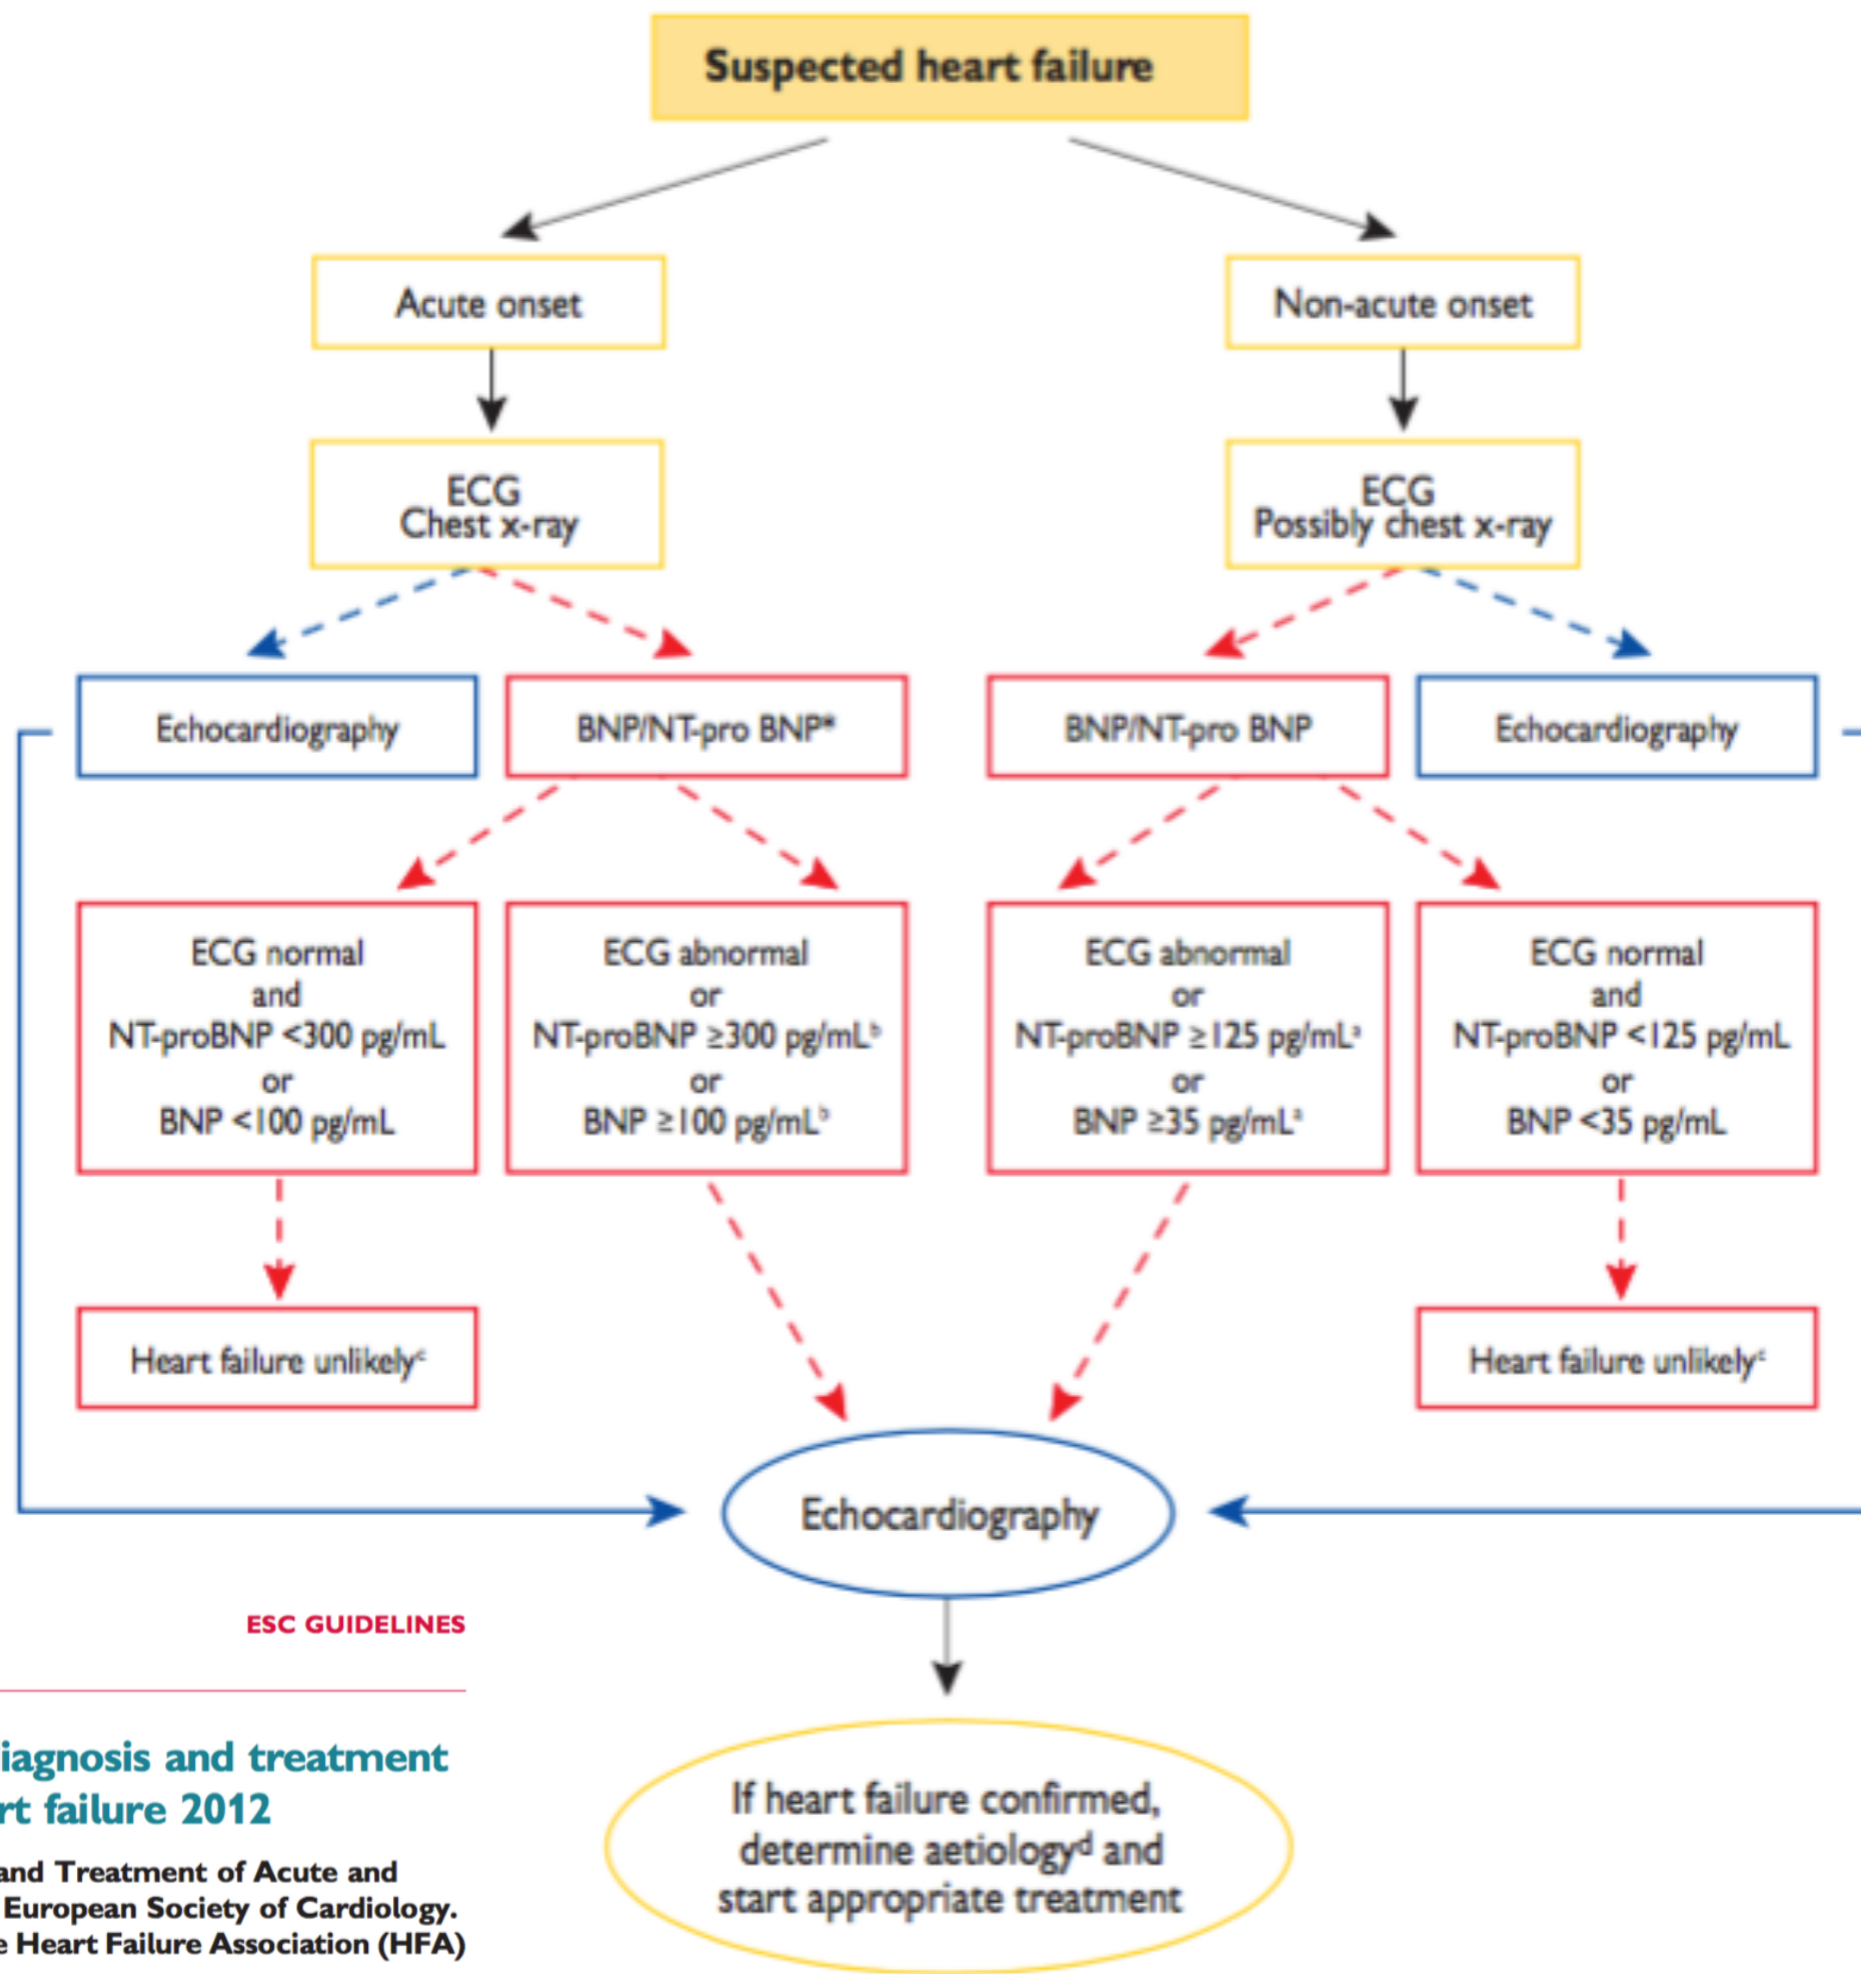 Suspected heart failure
Acute onset
Non-acute onset
ECG
Chest x-ray
ECG
Possibly chest x-ray
Echocardiography
BNP/NT-pro BNP*
BNP/NT-pro BNP
Echocardiography
ECG normal
and
NT-proBNP <300 pg/mL
or
BNP <100 pg/mL
ECG abnormal
or
NT-proBNP ≥300 pg/mLᵇ
or
BNP ≥100 pg/mLᵇ
ECG abnormal
or
NT-proBNP ≥125 pg/mLᵃ
or
BNP ≥35 pg/mLᵃ
ECG normal
and
NT-proBNP <125 pg/mL
or
BNP <35 pg/mL
Heart failure unlikelyᶜ
Heart failure unlikelyᶜ
Echocardiography
If heart failure confirmed,
determine aetiologyᵈ and
start appropriate treatment
ESC GUIDELINES
iagnosis and treatment
rt failure 2012
and Treatment of Acute and
European Society of Cardiology.
e Heart Failure Association (HFA)